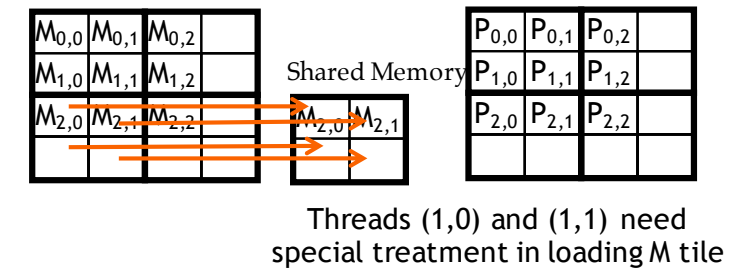 M0,0 M0,1 M0,2
M1,0 M1,1 M1,2
M2,0 M2,1 M2,2
Shared Memory
M2,0 M2,1
P0,0 P0,1 P0,2
P1,0 P1,1 P1,2
P2,0 P2,1 P2,2
Threads (1,0) and (1,1) need
special treatment in loading M tile